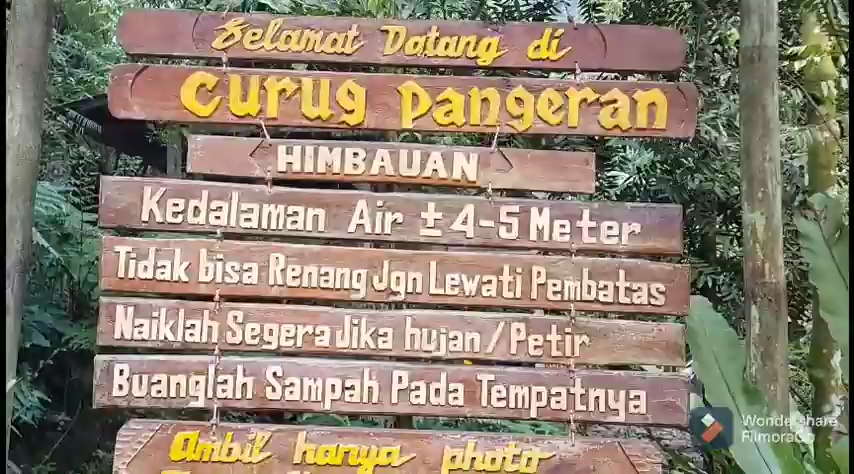 Selamat Datang di
Curug Pangeran
HIMBAUAN
Kedalaman Air ± 4-5 Meter
Tidak bisa Renang Jgn Lewati Pembatas
Naiklah Segera Jika hujan / Petir
Buanglah Sampah Pada Tempatnya
Ambil hanya photo
Wondershare
FilmoraGo